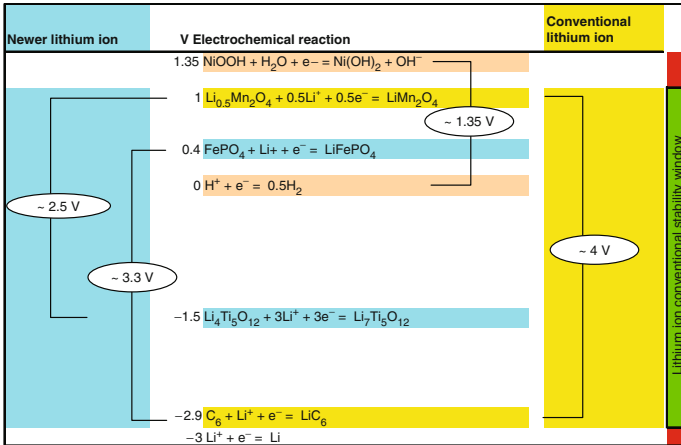 Newer lithium ion
V Electrochemical reaction
Conventional
lithium ion
1.35 NiOOH + H₂O + e− = Ni(OH)₂ + OH⁻
1 Li₀.₅Mn₂O₄ + 0.5Li⁺ + 0.5e⁻ = LiMn₂O₄
~ 1.35 V
0.4 FePO₄ + Li+ + e⁻ = LiFePO₄
0 H⁺ + e⁻ = 0.5H₂
~ 2.5 V
~ 4 V
~ 3.3 V
−1.5 Li₄Ti₅O₁₂ + 3Li⁺ + 3e⁻ = Li₇Ti₅O₁₂
−2.9 C₆ + Li⁺ + e⁻ = LiC₆
−3 Li⁺ + e⁻ = Li
Lithium ion conventional stability window